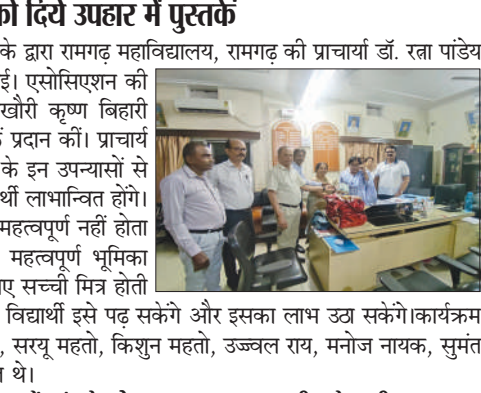 को दिये उपहार में पुस्तकें
के द्वारा रामगढ़ महाविद्यालय, रामगढ़ की प्राचार्या डॉ. रत्ना पांडेय
ई। एसोसिएशन की
खौरी कृष्ण बिहारी
प्रदान कीं। प्राचार्य
के इन उपन्यासों से
र्थी लाभान्वित होंगे।
महत्वपूर्ण नहीं होता
महत्वपूर्ण भूमिका
ए सच्ची मित्र होती
विद्यार्थी इसे पढ़ सकेंगे और इसका लाभ उठा सकेंगे।कार्यक्रम
, सरयू महतो, किशुन महतो, उज्ज्वल राय, मनोज नायक, सुमंत
थे।